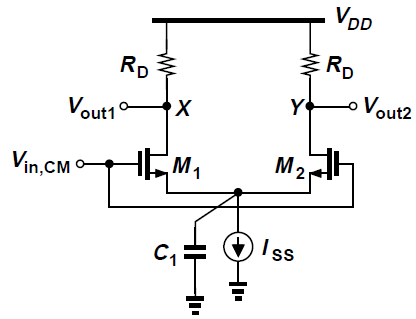 V_DD
R_D R_D
V_out1 X Y V_out2
V_in,CM M_1 M_2
C_1 I_SS